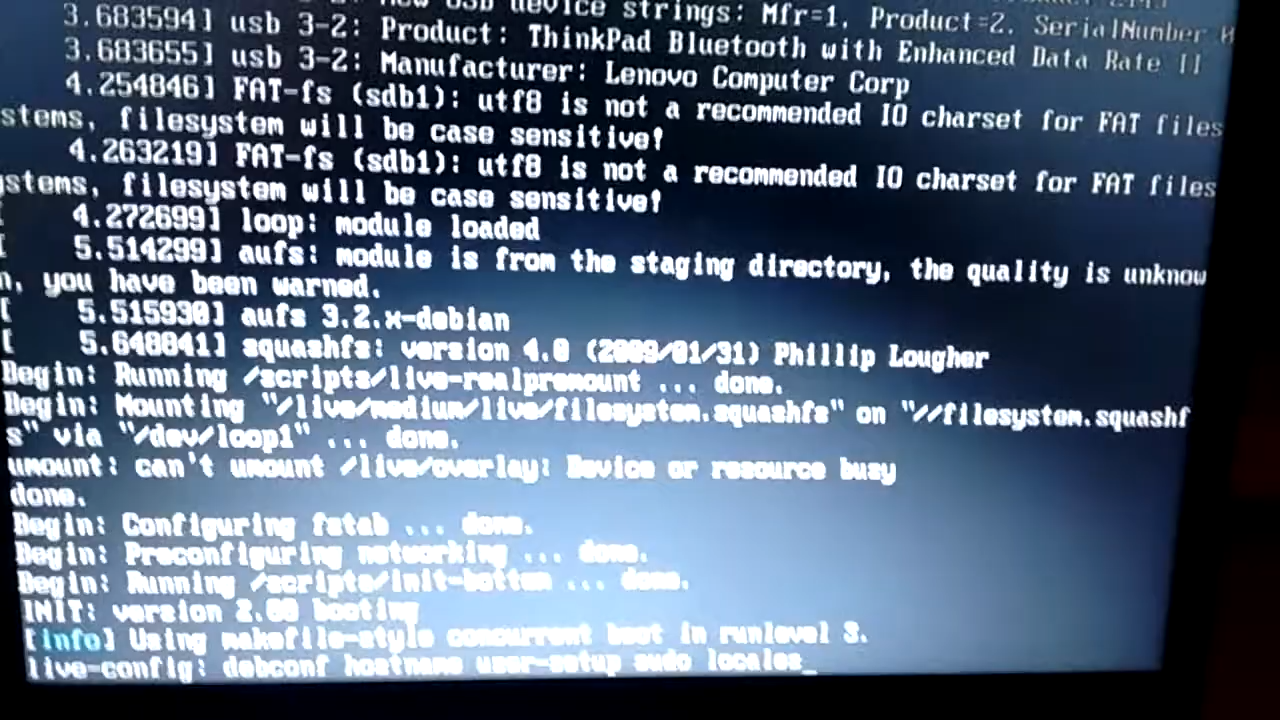 3.683594] usb 3-2: New USB device strings: Mfr=1, Product=2, SerialNumber
3.683655] usb 3-2: Product: ThinkPad Bluetooth with Enhanced Data Rate II
3.683655] usb 3-2: Manufacturer: Lenovo Computer Corp
4.254846] FAT-fs (sdb1): utf8 is not a recommended IO charset for FAT files
stems, filesystem will be case sensitive!
4.263219] FAT-fs (sdb1): utf8 is not a recommended IO charset for FAT files
ystems, filesystem will be case sensitive!
[ 4.272699] loop: module loaded
[ 5.514299] aufs: module is from the staging directory, the quality is unknow
n, you have been warned.
[ 5.515930] aufs 3.2.x-debian
[ 5.648841] squashfs: version 4.0 (2009/01/31) Phillip Lougher
Begin: Running /scripts/live-realpremount ... done.
Begin: Mounting "/live/medium/live/filesystem.squashfs" on "//filesystem.squashf
s" via "/dev/loop1" ... done.
umount: can't umount /live/overlay: Device or resource busy
done.
Begin: Configuring fstab ... done.
Begin: Preconfiguring networking ... done.
Begin: Running /scripts/init-bottom ... done.
INIT: version 2.88 booting
[info] Using makefile-style concurrent boot in runlevel S.
live-config: debconf hostname user-setup sudo locales_